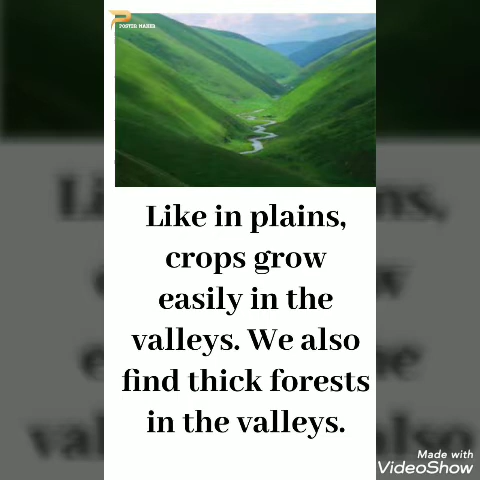 POSTER MAKER
Like in plains,
crops grow
easily in the
valleys. We also
find thick forests
in the valleys.
Made with
VideoShow